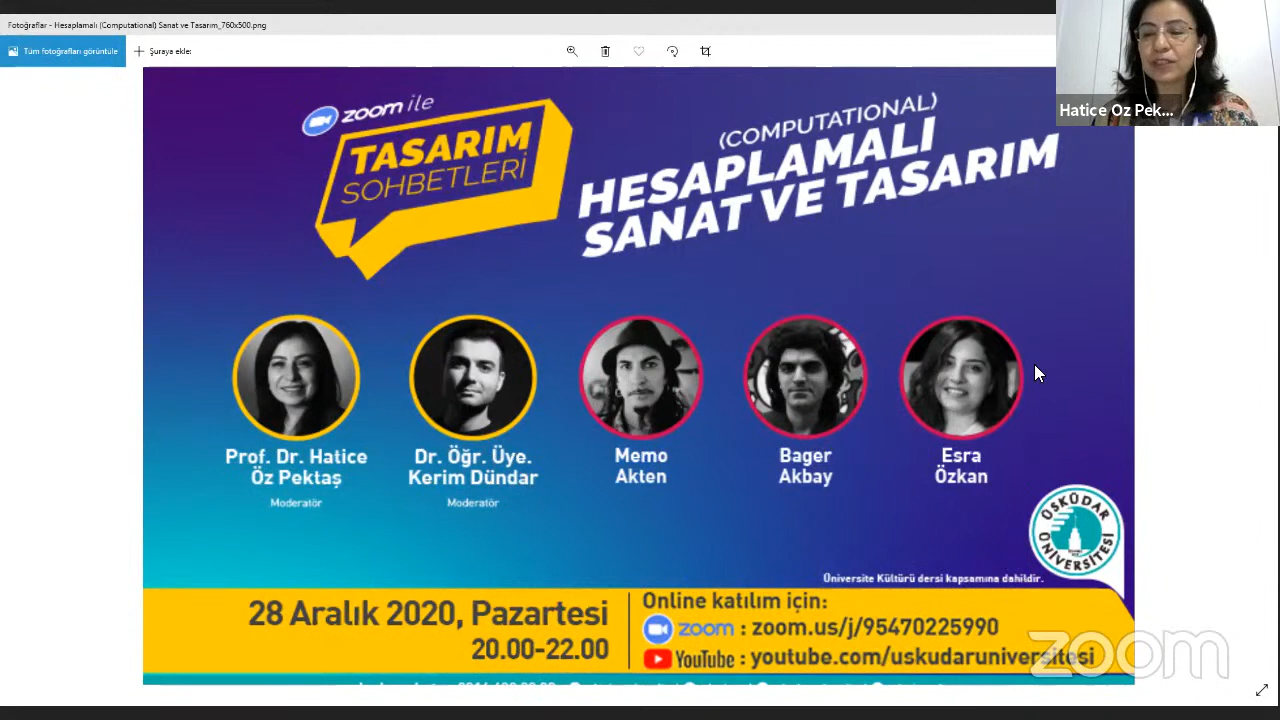 Fotoğraflar - Hesaplamalı (Computational) Sanat ve Tasarım_760x500.png
Tüm fotoğrafları görüntüle
Şuraya ekle:
Hatice Oz Pek...
zoom ile
TASARIM
SOHBETLERİ
(COMPUTATIONAL)
HESAPLAMALI
SANAT VE TASARIM
Prof. Dr. Hatice
Öz Pektaş
Moderatör
Dr. Öğr. Üye.
Kerim Dündar
Moderatör
Memo
Akten
Bager
Akbay
Esra
Özkan
ÜSKÜDAR
ÜNİVERSİTESİ
Üniversite Kültürü dersi kapsamına dahildir.
28 Aralık 2020, Pazartesi
20.00-22.00
Online katılım için:
zoom : zoom.us/j/95470225990
YouTube : youtube.com/uskudaruniversitesi
zoom